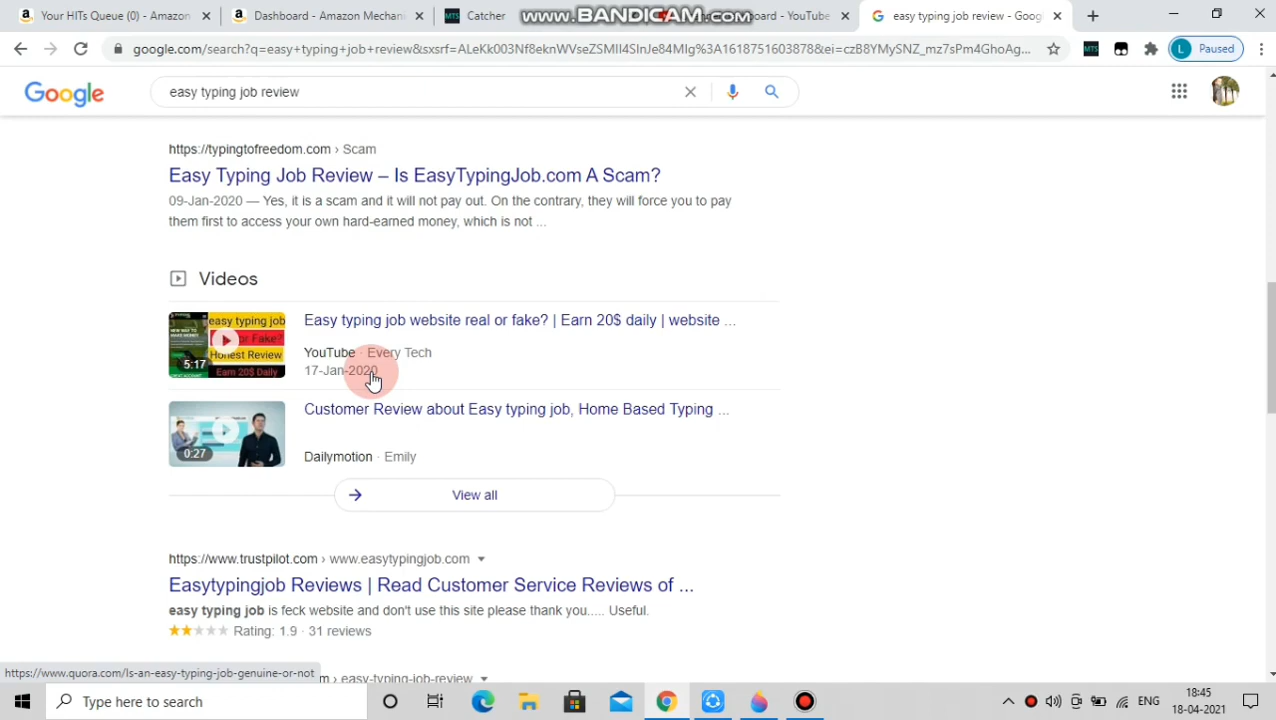 Your HITs Queue (0) - Amazon
Dashboard - Amazon Mecha
MTS Catcher
board - YouTube
easy typing job review - Goog
www.BANDICAM.com
google.com/search?q=easy+typing+job+review&sxsrf=ALeKk003Nf8eknWVseZSMII4SlnJe84MIg%3A1618751603878&ei=czB8YMySNZ_mz7sPm4GhoAg...
MTS
L Paused
Google
easy typing job review
https://typingtofreedom.com › Scam
Easy Typing Job Review – Is EasyTypingJob.com A Scam?
09-Jan-2020 — Yes, it is a scam and it will not pay out. On the contrary, they will force you to pay
them first to access your own hard-earned money, which is not ...
Videos
easy typing job
or Fake?
Honest Review
Earn 20$ Daily
5:17
Easy typing job website real or fake? | Earn 20$ daily | website ...
YouTube · Every Tech
17-Jan-2020
0:27
Customer Review about Easy typing job, Home Based Typing ...
Dailymotion · Emily
View all
https://www.trustpilot.com › www.easytypingjob.com
Easytypingjob Reviews | Read Customer Service Reviews of ...
easy typing job is feck website and don't use this site please thank you..... Useful.
Rating: 1.9 · 31 reviews
https://www.quora.com/Is-an-easy-typing-job-genuine-or-not
m › easy-typing-job-review
Type here to search
ENG
18:45
18-04-2021